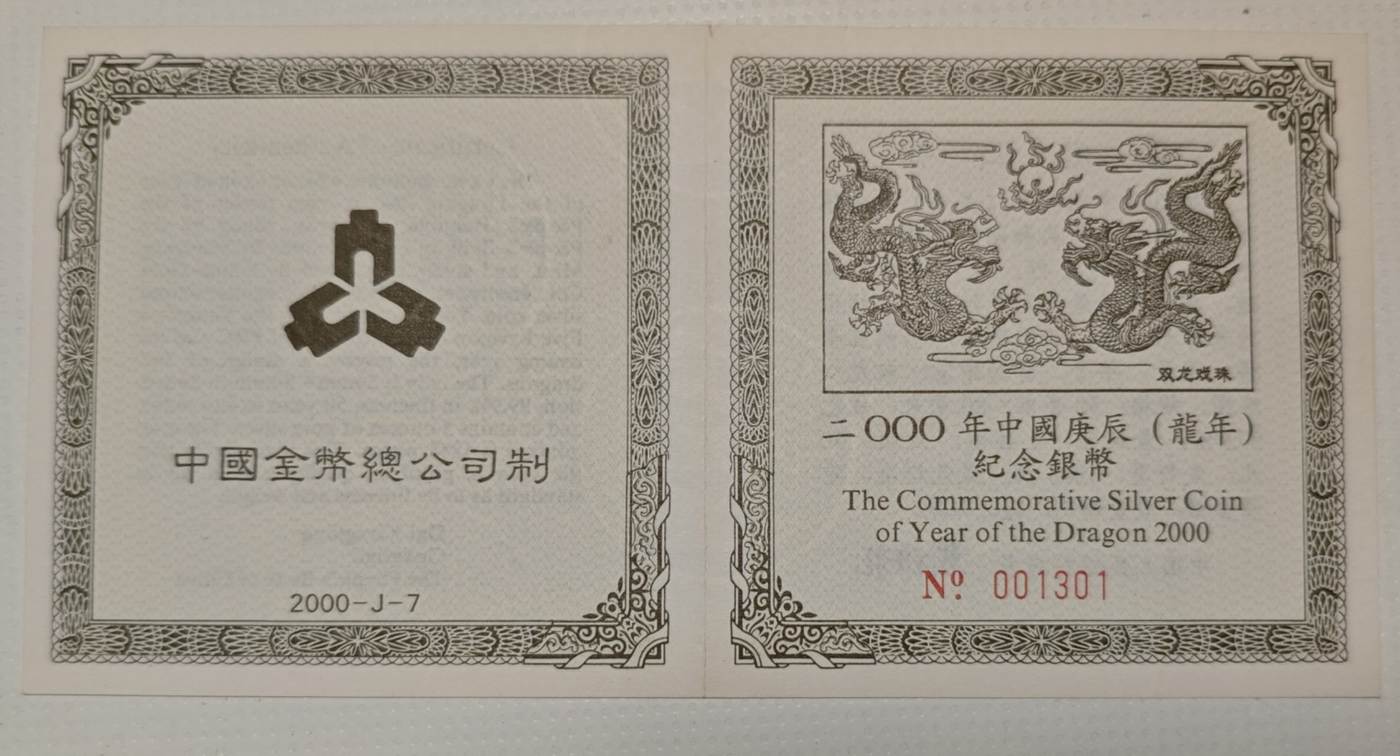 中國金幣總公司制
2000-J-7
双龙戏珠
二OOO年中國庚辰（龍年）
紀念銀幣
The Commemorative Silver Coin
of Year of the Dragon 2000
Nº 001301